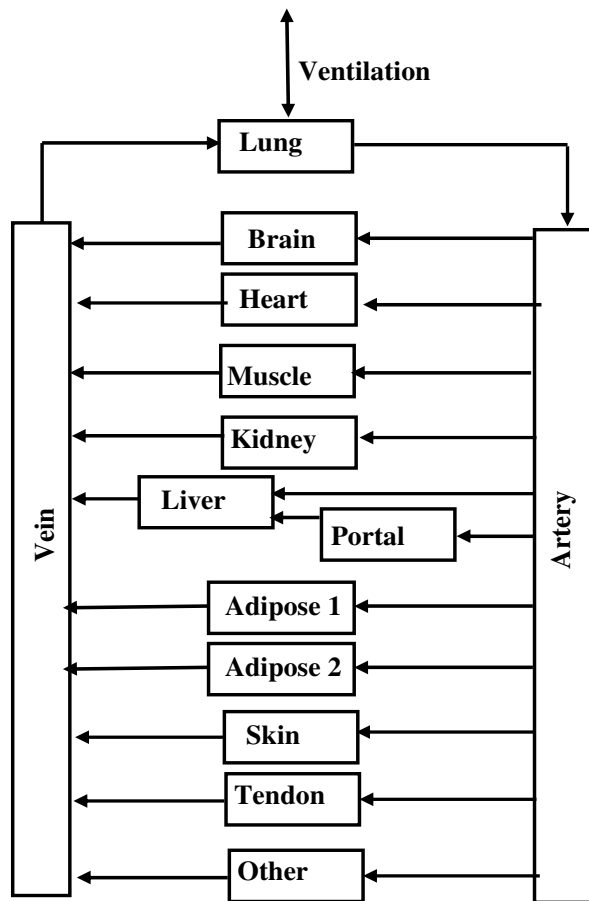 Ventilation
Lung
Brain
Heart
Muscle
Kidney
Liver
Portal
Adipose 1
Adipose 2
Skin
Tendon
Other
Vein
Artery